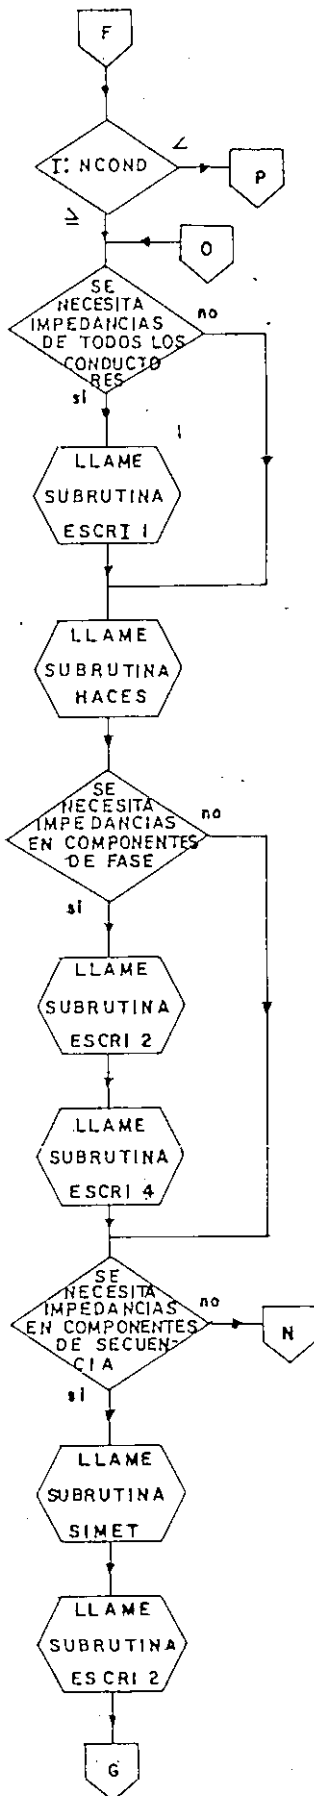 F
I: NCOND
<
P
≥
O
SE
NECESITA
IMPEDANCIAS
DE TODOS LOS
CONDUCTO
RES
no
si
LLAME
SUBRUTINA
ESCRI 1
LLAME
SUBRUTINA
HACES
SE
NECESITA
IMPEDANCIAS
EN COMPONENTES
DE FASE
no
si
LLAME
SUBRUTINA
ESCRI 2
LLAME
SUBRUTINA
ESCRI 4
SE
NECESITA
IMPEDANCIAS
EN COMPONENTES
DE SECUEN-
CIA
no
N
si
LLAME
SUBRUTINA
SIMET
LLAME
SUBRUTINA
ESCRI 2
G